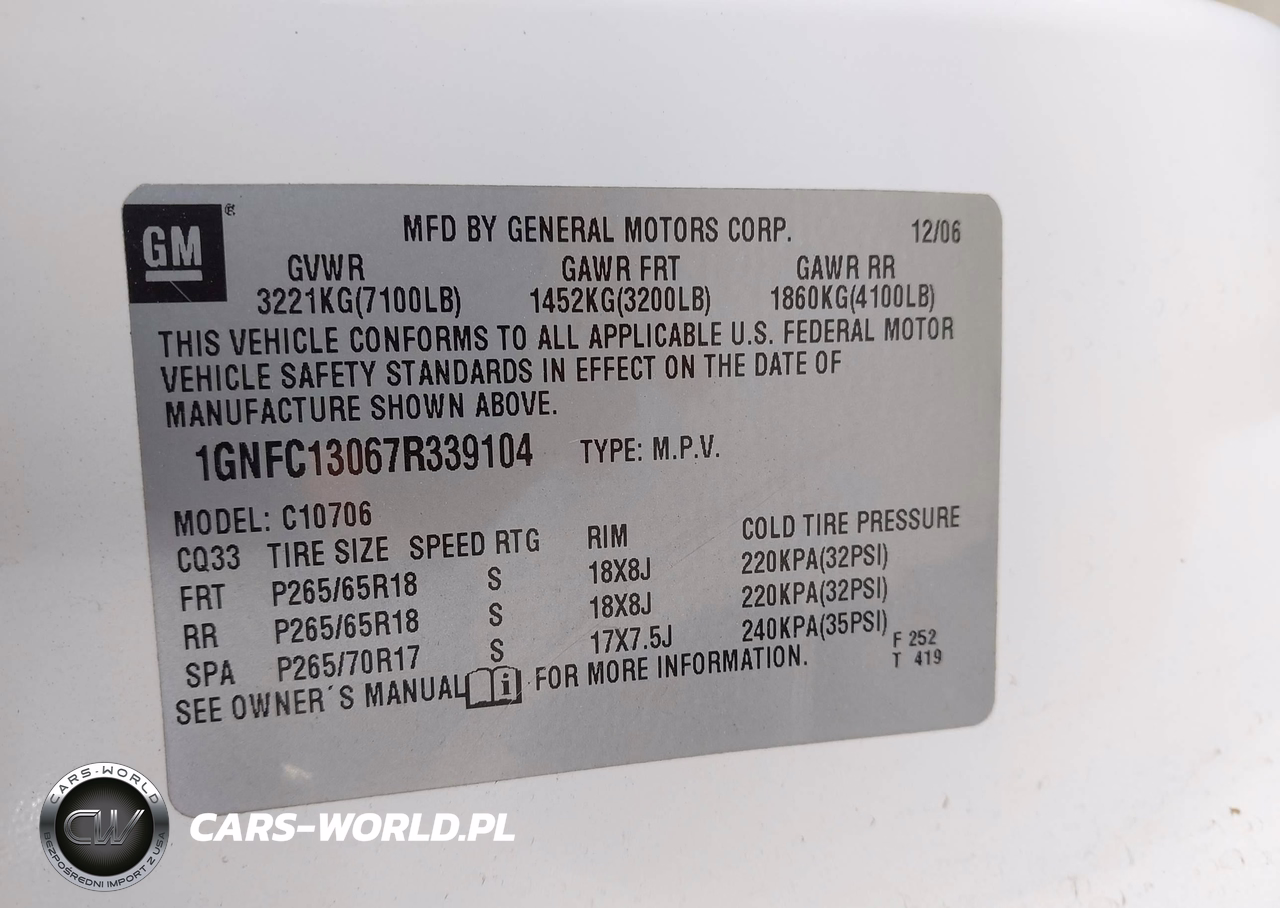 GM
®
MFD BY GENERAL MOTORS CORP. 12/06
GVWR GAWR FRT GAWR RR
3221KG(7100LB) 1452KG(3200LB) 1860KG(4100LB)
THIS VEHICLE CONFORMS TO ALL APPLICABLE U.S. FEDERAL MOTOR
VEHICLE SAFETY STANDARDS IN EFFECT ON THE DATE OF
MANUFACTURE SHOWN ABOVE.
1GNFC13067R339104 TYPE: M.P.V.
MODEL: C10706
CQ33 TIRE SIZE SPEED RTG RIM COLD TIRE PRESSURE
FRT P265/65R18 S 18X8J 220KPA(32PSI)
RR P265/65R18 S 18X8J 220KPA(32PSI)
SPA P265/70R17 S 17X7.5J 240KPA(35PSI)
F 252
T 419
SEE OWNER´S MANUAL i FOR MORE INFORMATION.
CARS-WORLD
CW
BEZPOŚREDNI IMPORT Z USA
CARS-WORLD.PL